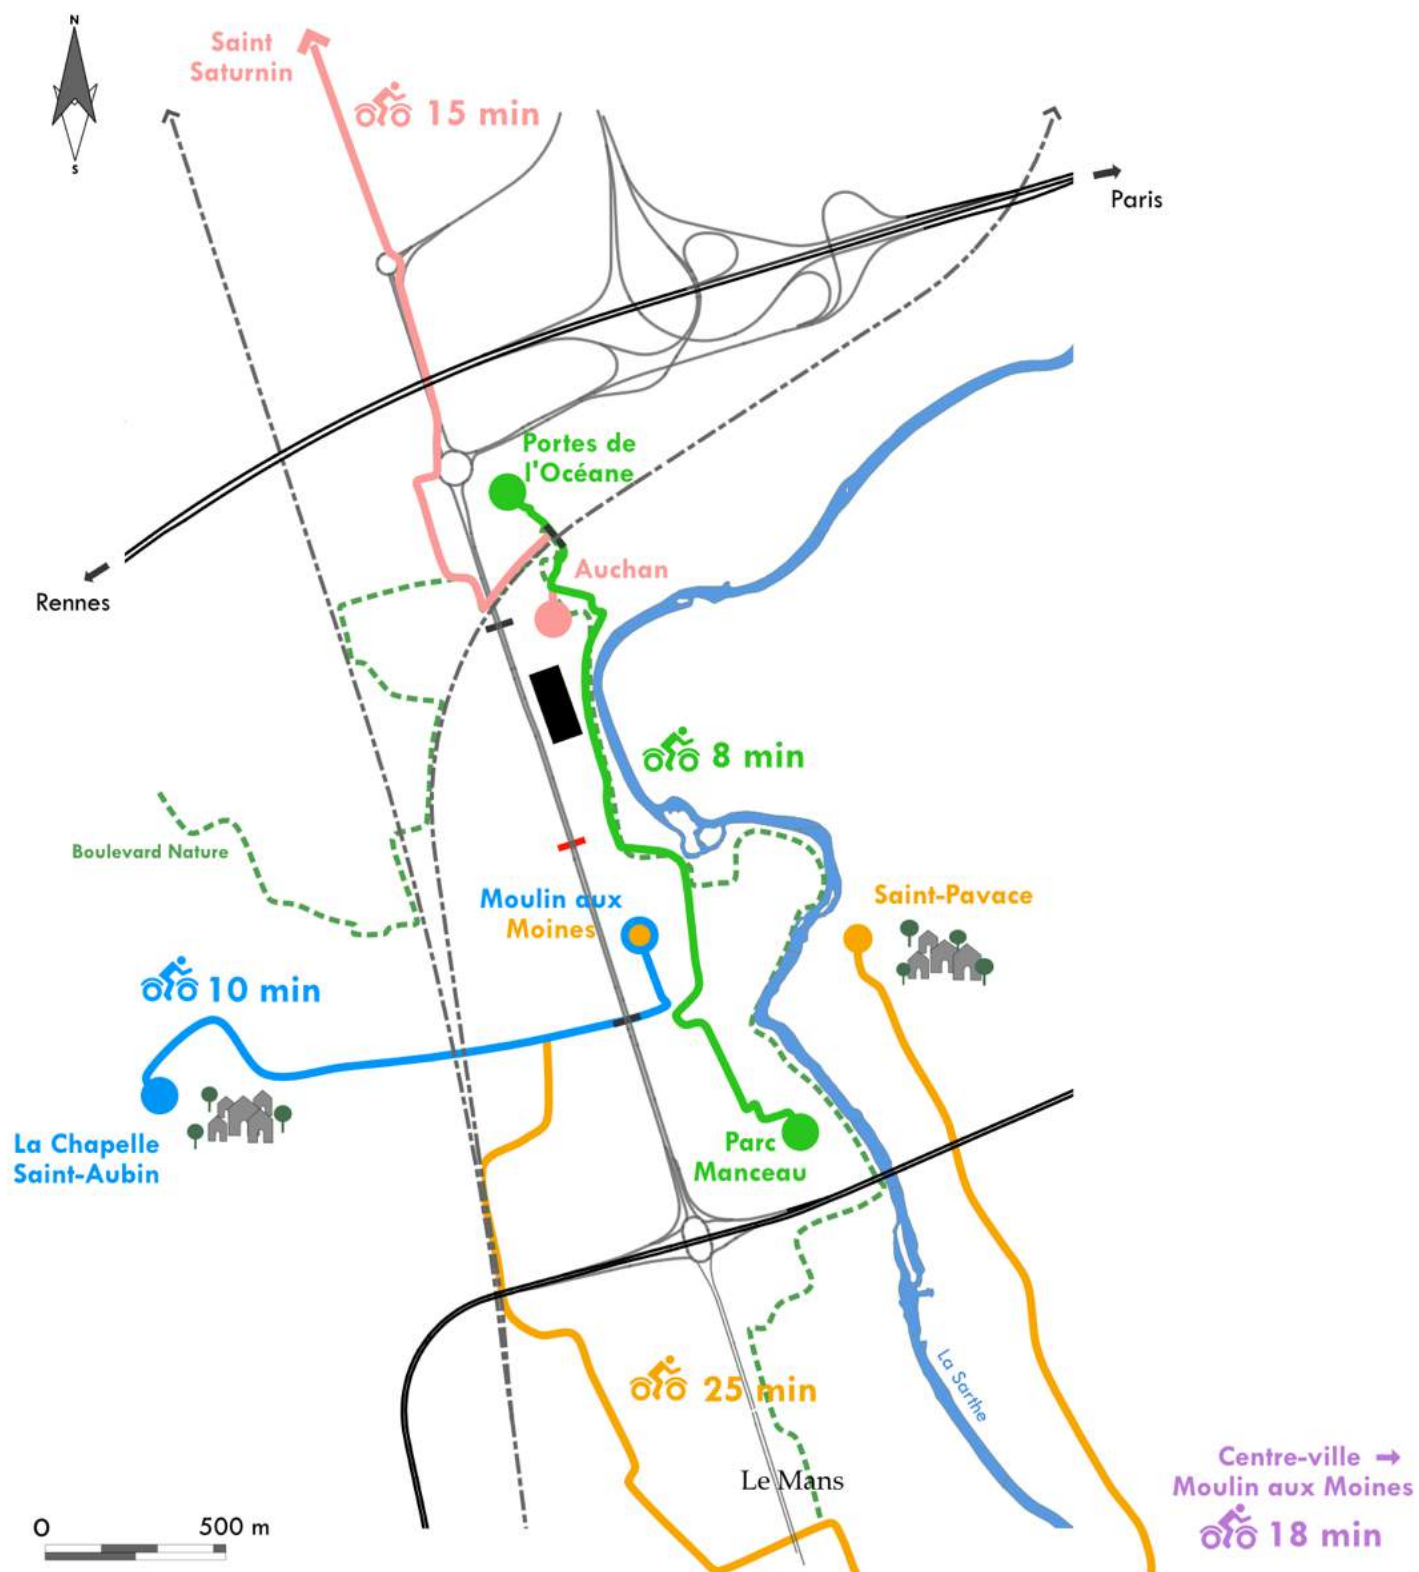 N
S
Saint
Saturnin
15 min
Paris
Portes de
l'Océane
Auchan
Rennes
8 min
Boulevard Nature
Moulin aux
Moines
Saint-Pavace
10 min
La Chapelle
Saint-Aubin
Parc
Manceau
25 min
La Sarthe
Le Mans
Centre-ville →
Moulin aux Moines
18 min
0 500 m